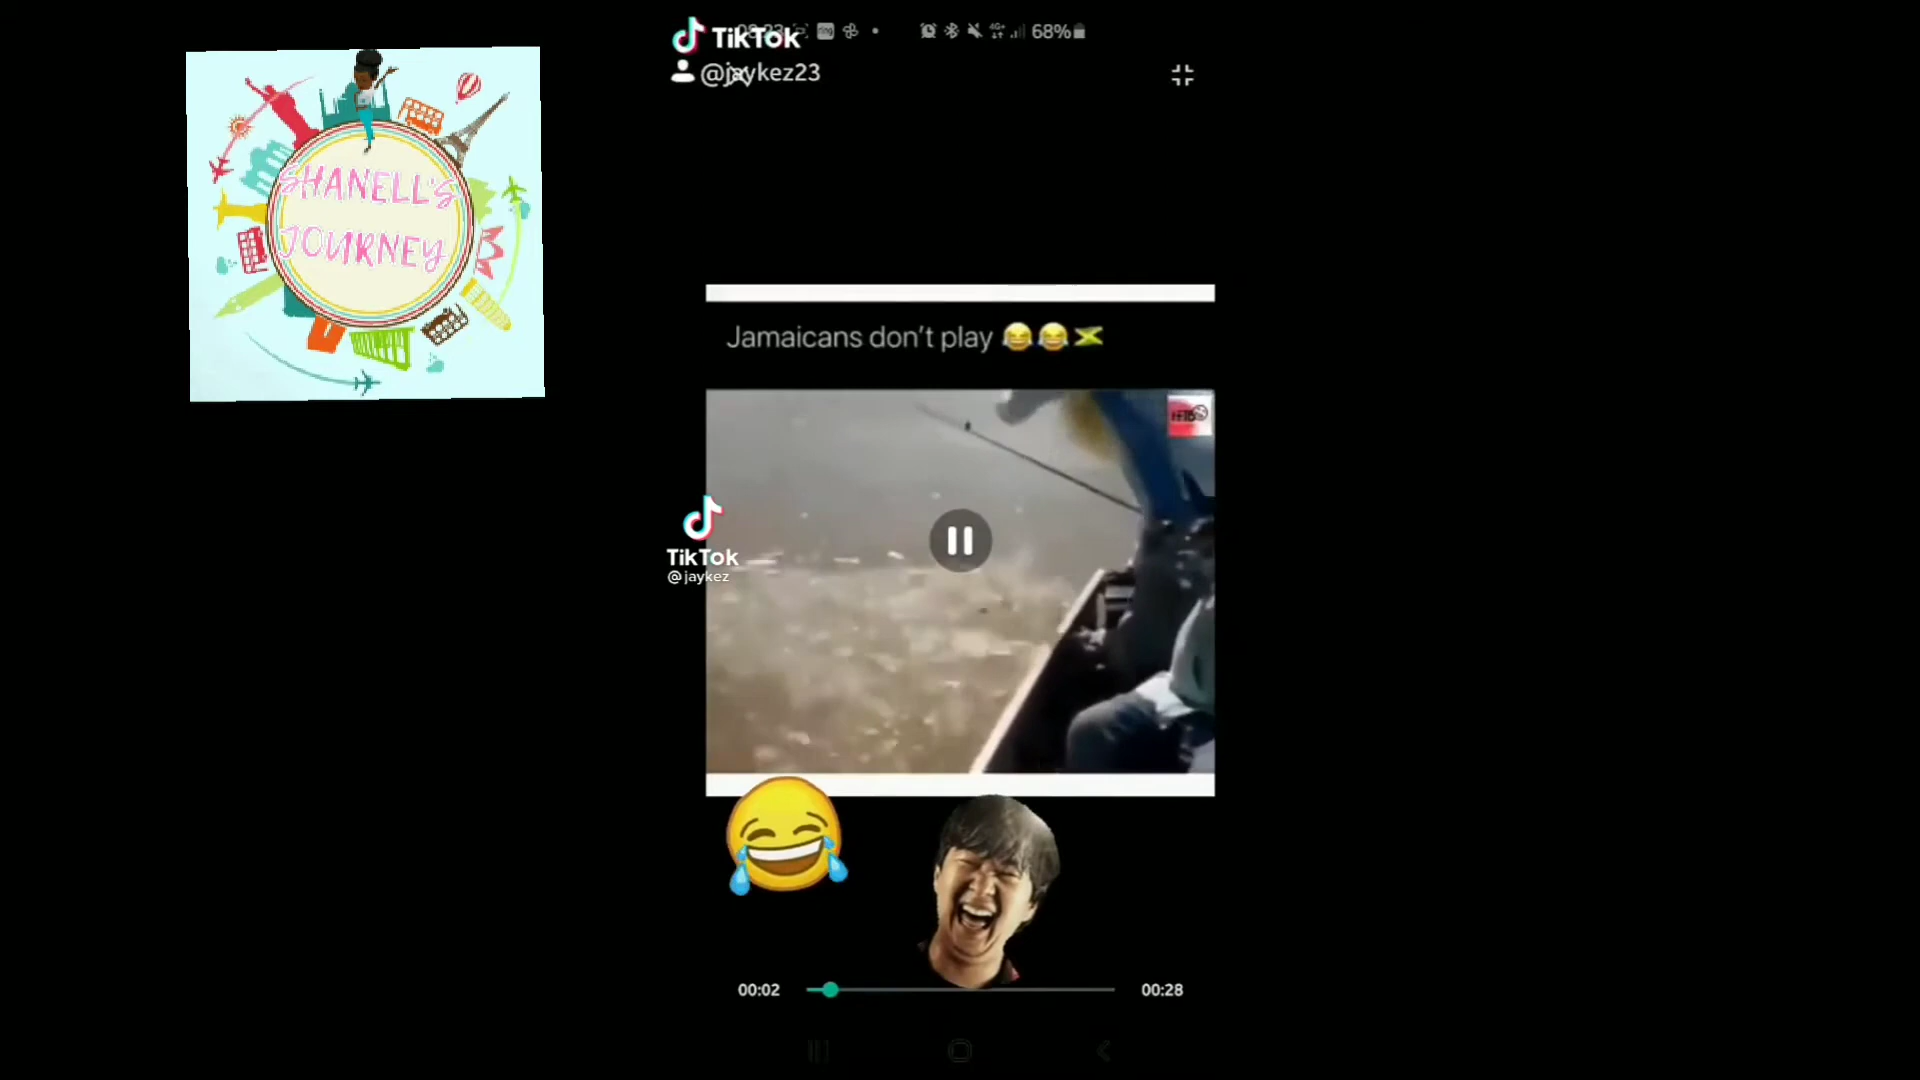 SHANELL'S
JOURNEY
TikTok
68%
@jaykez23
Jamaicans don't play 😂😂🇯🇲
TikTok
@jaykez
00:02
00:28